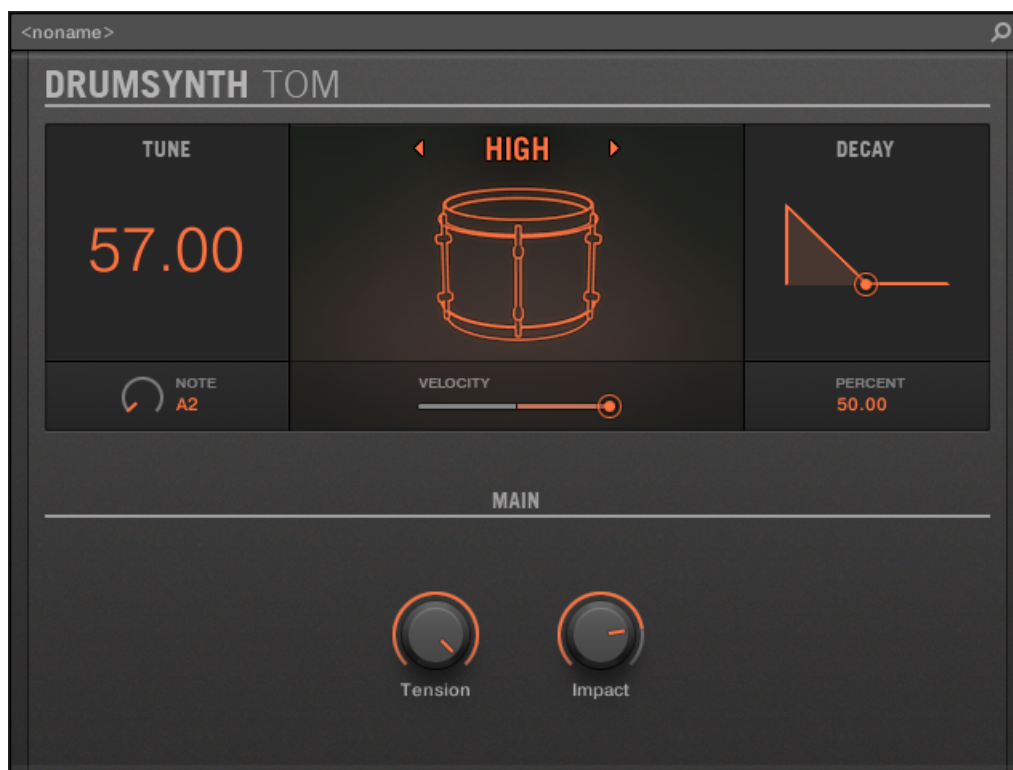 <noname>
DRUMSYNTH TOM
TUNE
HIGH
DECAY
57.00
NOTE
A2
VELOCITY
PERCENT
50.00
MAIN
Tension
Impact